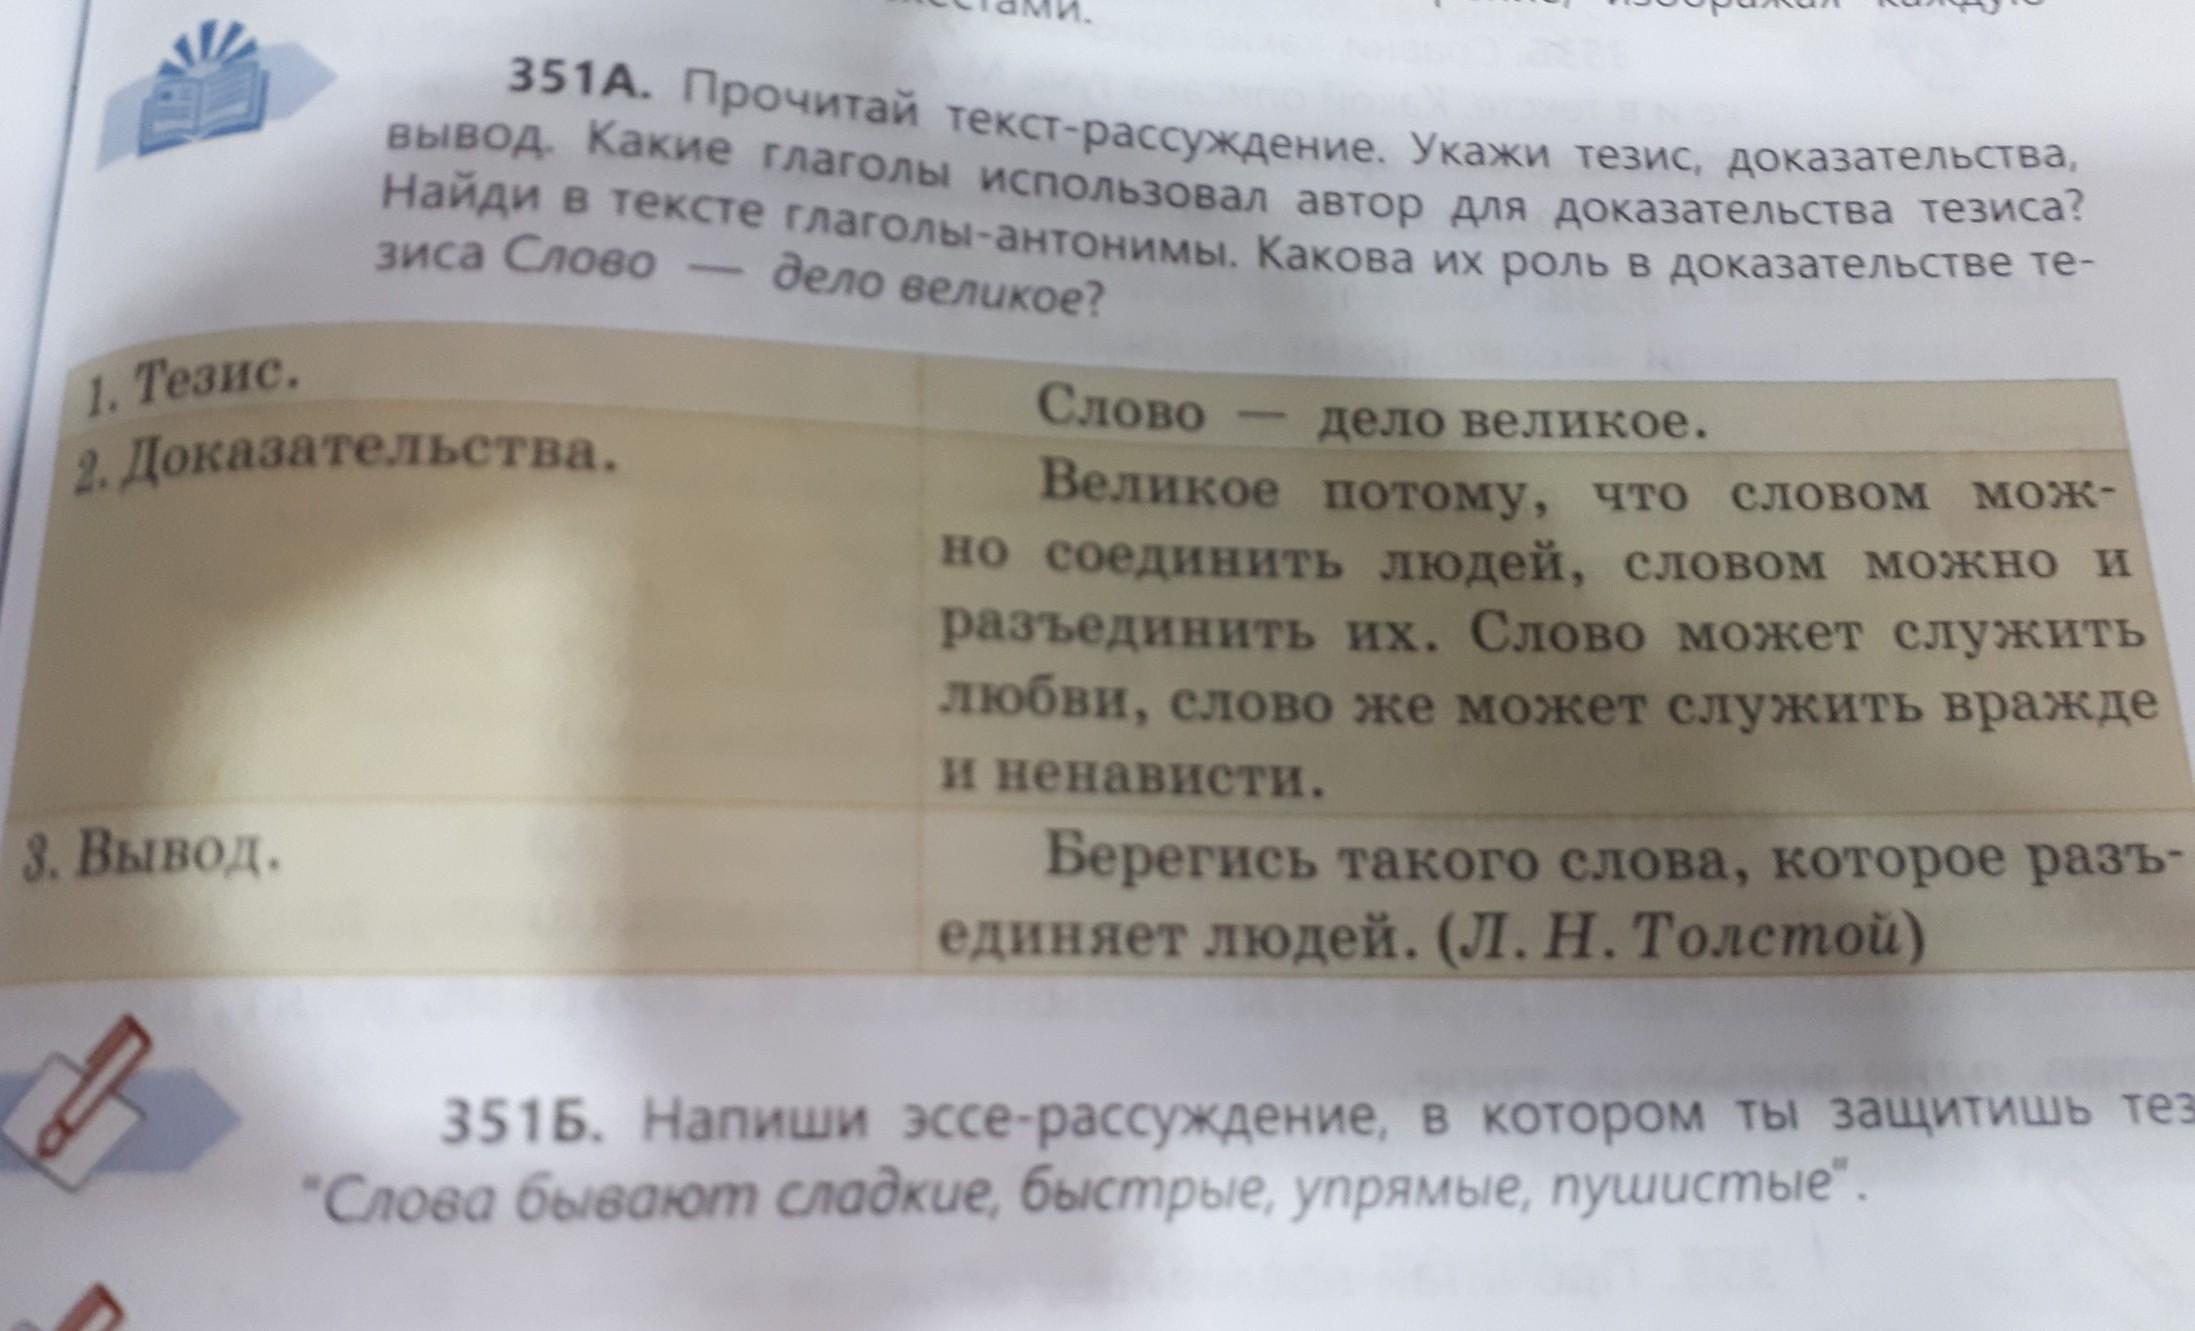 351А. Прочитай текст-рассуждение. Укажи тезис, доказательства,
вывод. Какие глаголы использовал автор для доказательства тезиса?
Найди в тексте глаголы-антонимы. Какова их роль в доказательстве те-
зиса Слово — дело великое?
1. Тезис.
Слово — дело великое.
2. Доказательства.
Великое потому, что словом мож-
но соединить людей, словом можно и
разъединить их. Слово может служить
любви, слово же может служить вражде
и ненависти.
3. Вывод.
Берегись такого слова, которое разъ-
единяет людей. (Л. Н. Толстой)
351Б. Напиши эссе-рассуждение, в котором ты защитишь тез
"Слова бывают сладкие, быстрые, упрямые, пушистые".